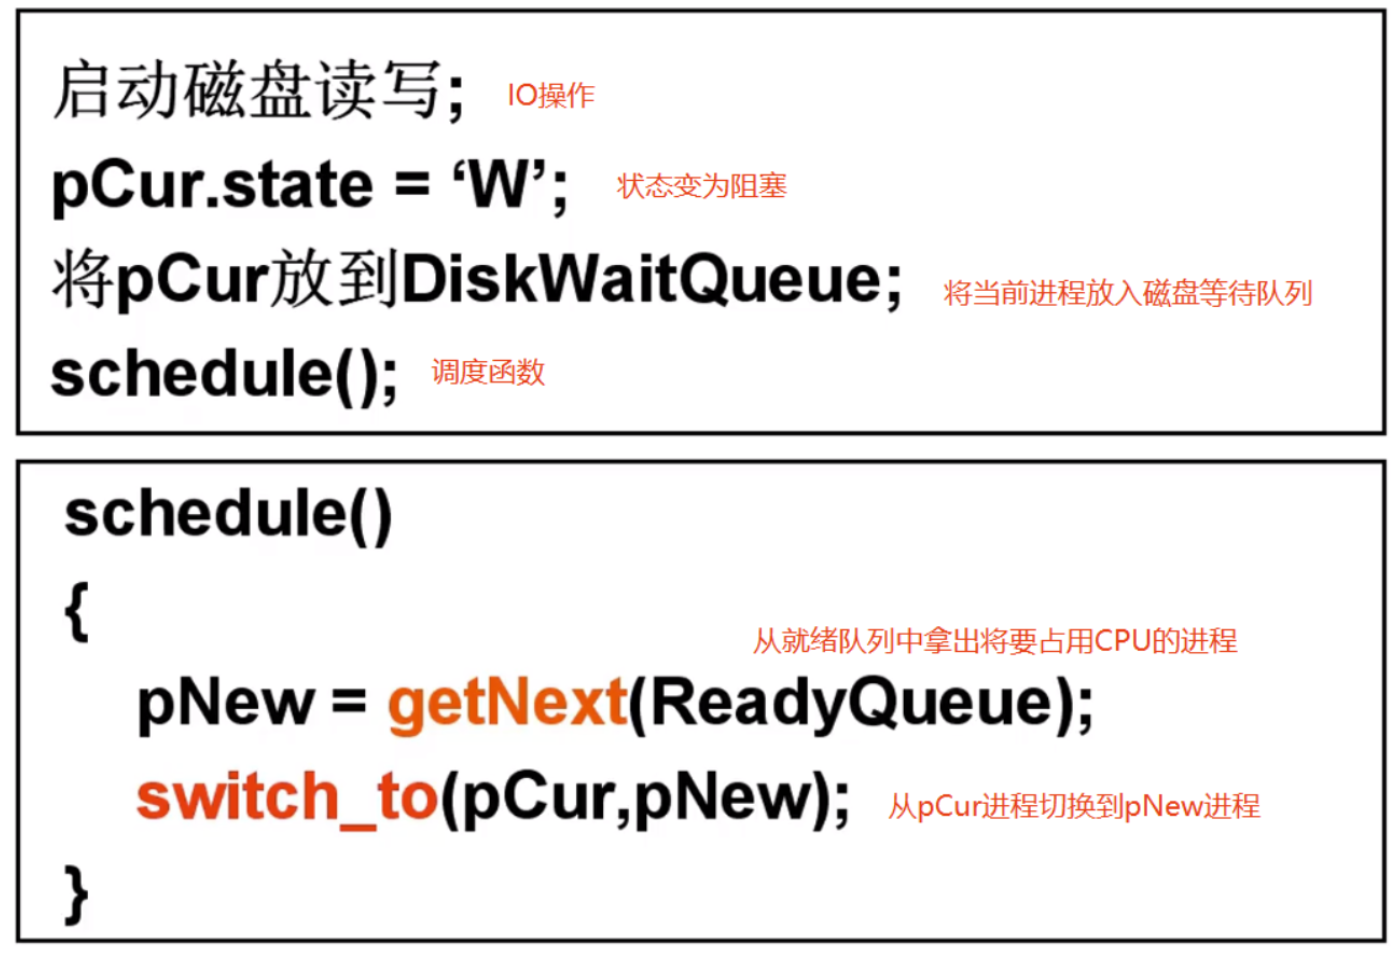 启动磁盘读写; IO操作
pCur.state = ‘W’; 状态变为阻塞
将pCur放到DiskWaitQueue; 将当前进程放入磁盘等待队列
schedule(); 调度函数
schedule()
{
从就绪队列中拿出将要占用CPU的进程
pNew = getNext(ReadyQueue);
switch_to(pCur,pNew); 从pCur进程切换到pNew进程
}